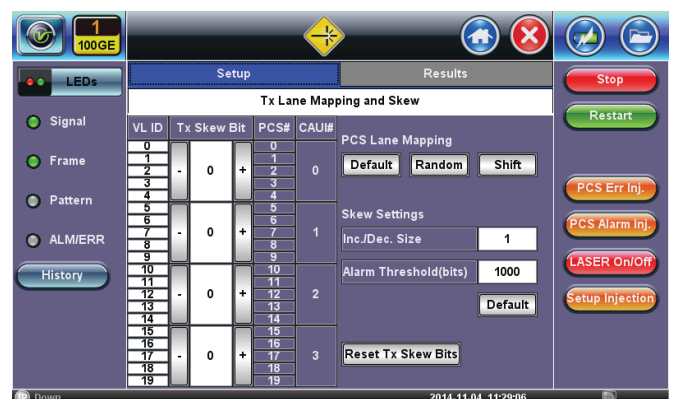 1
100GE
LEDs
Signal
Frame
Pattern
ALM/ERR
History
Setup
Results
Tx Lane Mapping and Skew
VL ID
Tx Skew Bit
PCS#
CAUI#
0
1
2
3
4
-
0
+
0
1
2
3
4
0
5
6
7
8
9
-
0
+
5
6
7
8
9
1
10
11
12
13
14
-
0
+
10
11
12
13
14
2
15
16
17
18
19
-
0
+
15
16
17
18
19
3
PCS Lane Mapping
Default
Random
Shift
Skew Settings
Inc./Dec. Size
1
Alarm Threshold(bits)
1000
Default
Reset Tx Skew Bits
Stop
Restart
PCS Err Inj.
PCS Alarm Inj.
LASER On/Off
Setup Injection
IP Down
2014-11-04 11:29:06